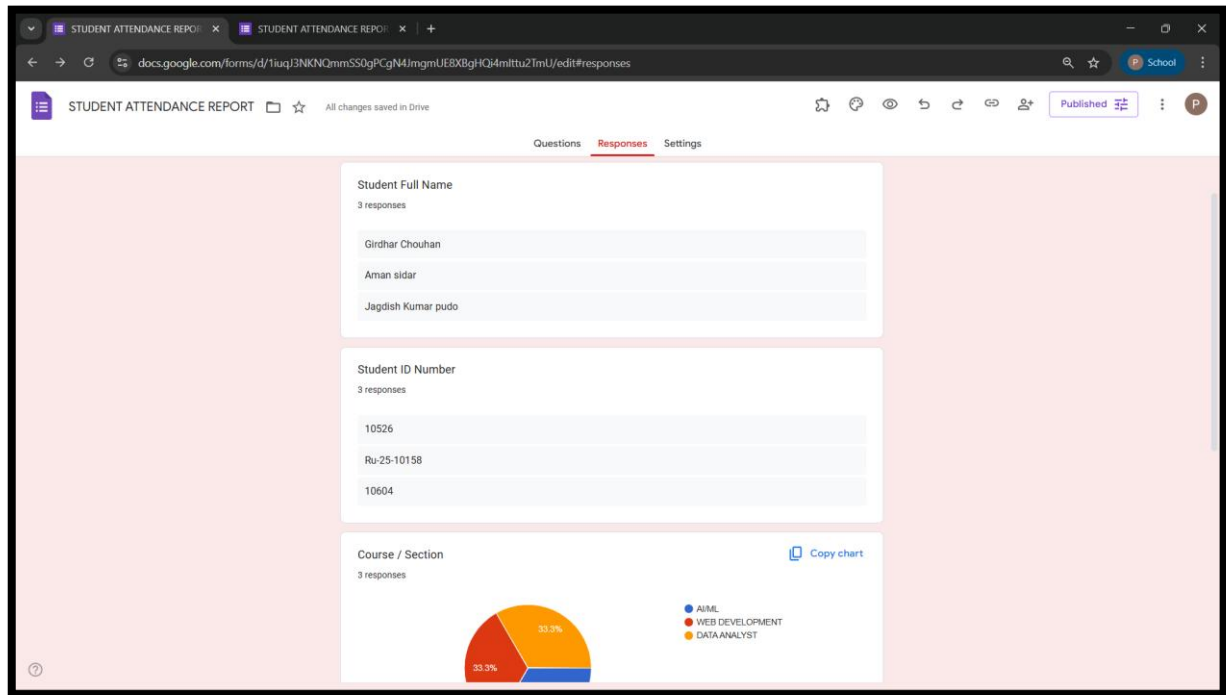 STUDENT ATTENDANCE REPOR
STUDENT ATTENDANCE REPOR
docs.google.com/forms/d/1iuqJ3NKNQmmSS0gPCgN4JmgmUE8XBgHQi4mIttu2TmU/edit#responses
P School
STUDENT ATTENDANCE REPORT All changes saved in Drive
Published
P
Questions Responses Settings
Student Full Name
3 responses
Girdhar Chouhan
Aman sidar
Jagdish Kumar pudo
Student ID Number
3 responses
10526
Ru-25-10158
10604
Course / Section
Copy chart
3 responses
AI/ML
WEB DEVELOPMENT
DATA ANALYST
33.3%
33.3%